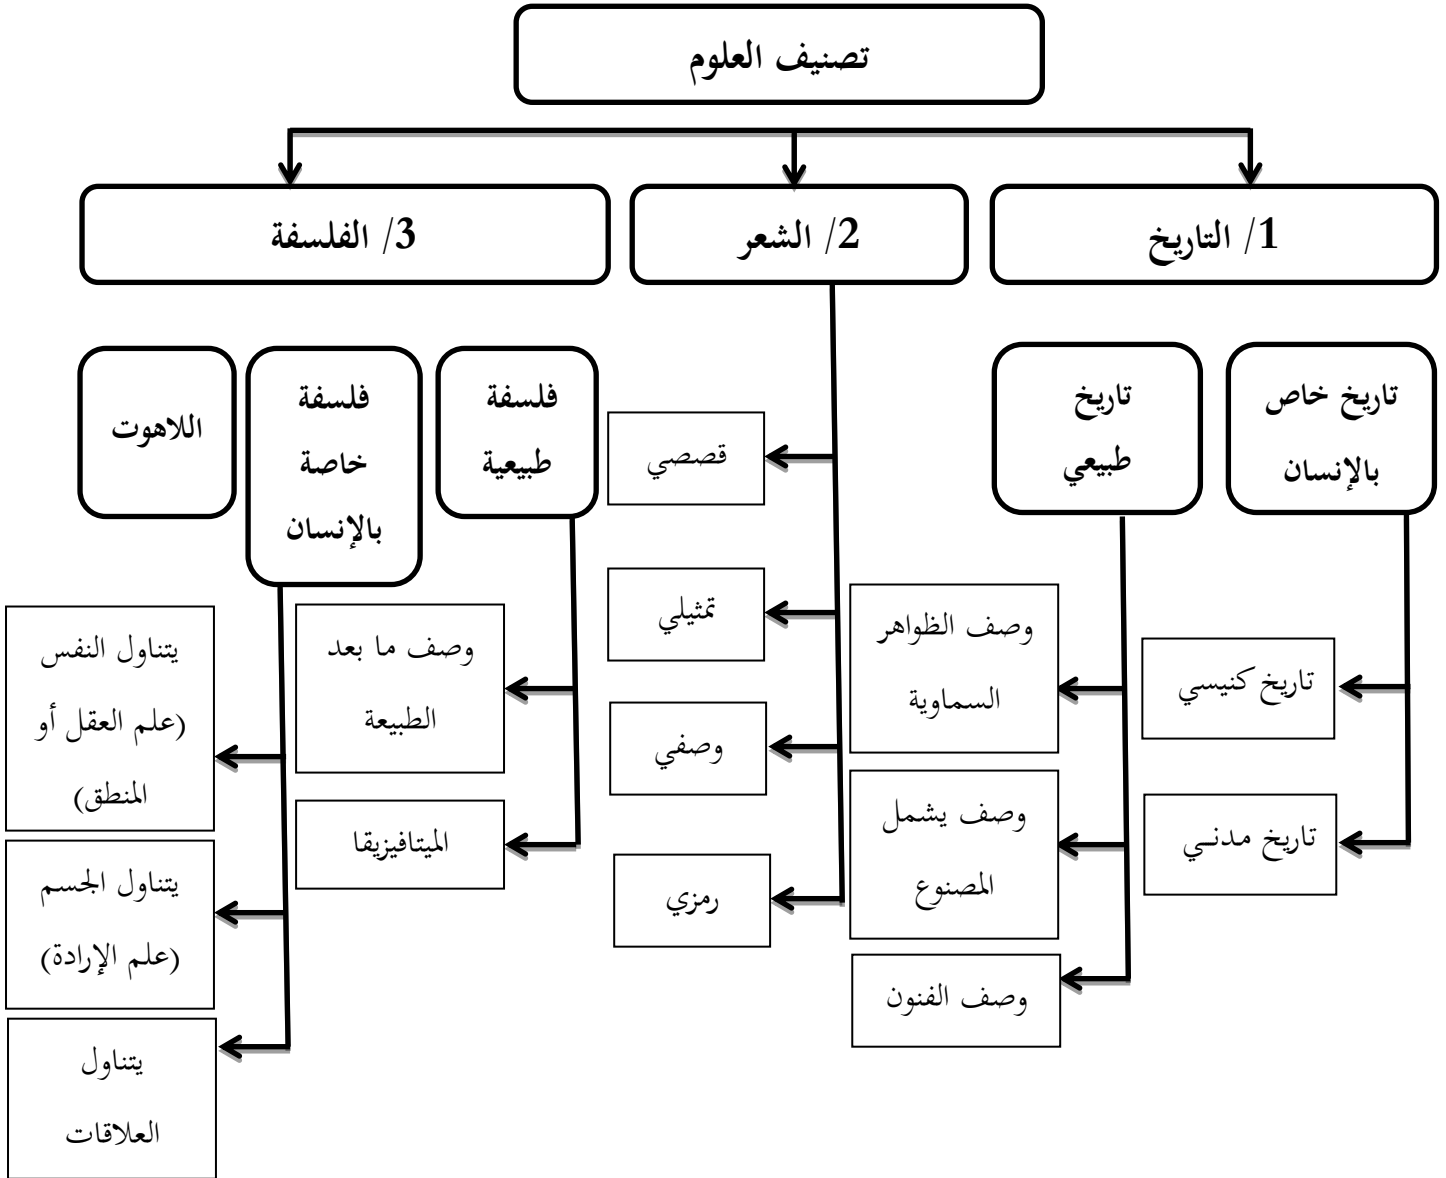 تصنيف العلوم
1/ التاريخ
2/ الشعر
3/ الفلسفة
تاريخ خاص
بالإنسان
تاريخ
طبيعي
فلسفة
طبيعية
فلسفة
خاصة
بالإنسان
اللاهوت
تاريخ كنيسي
تاريخ مدني
وصف الظواهر
السماوية
وصف يشمل
المصنوع
وصف الفنون
قصصي
تمثيلي
وصفي
رمزي
وصف ما بعد
الطبيعة
الميتافيزيقا
يتناول النفس
(علم العقل أو
المنطق)
يتناول الجسم
(علم الإرادة)
يتناول
العلاقات